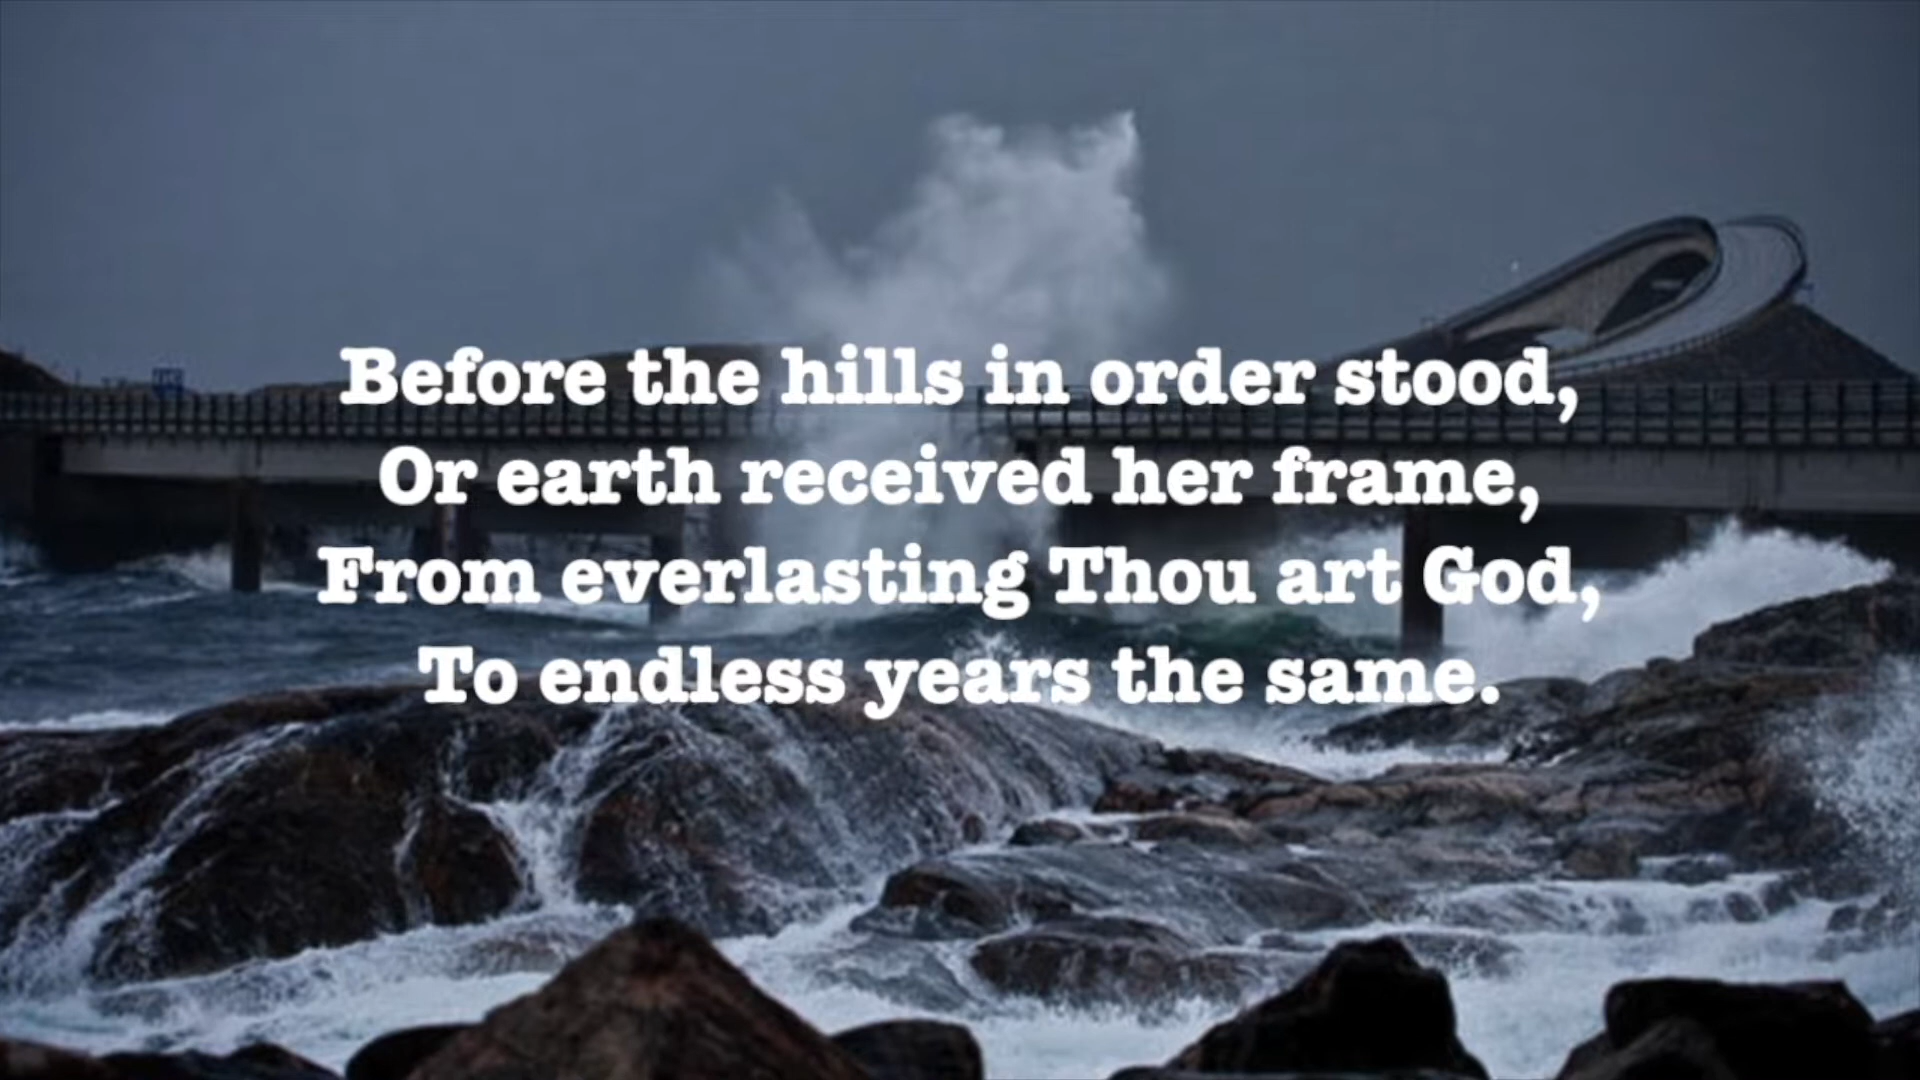 Before the hills in order stood,
Or earth received her frame,
From everlasting Thou art God,
To endless years the same.